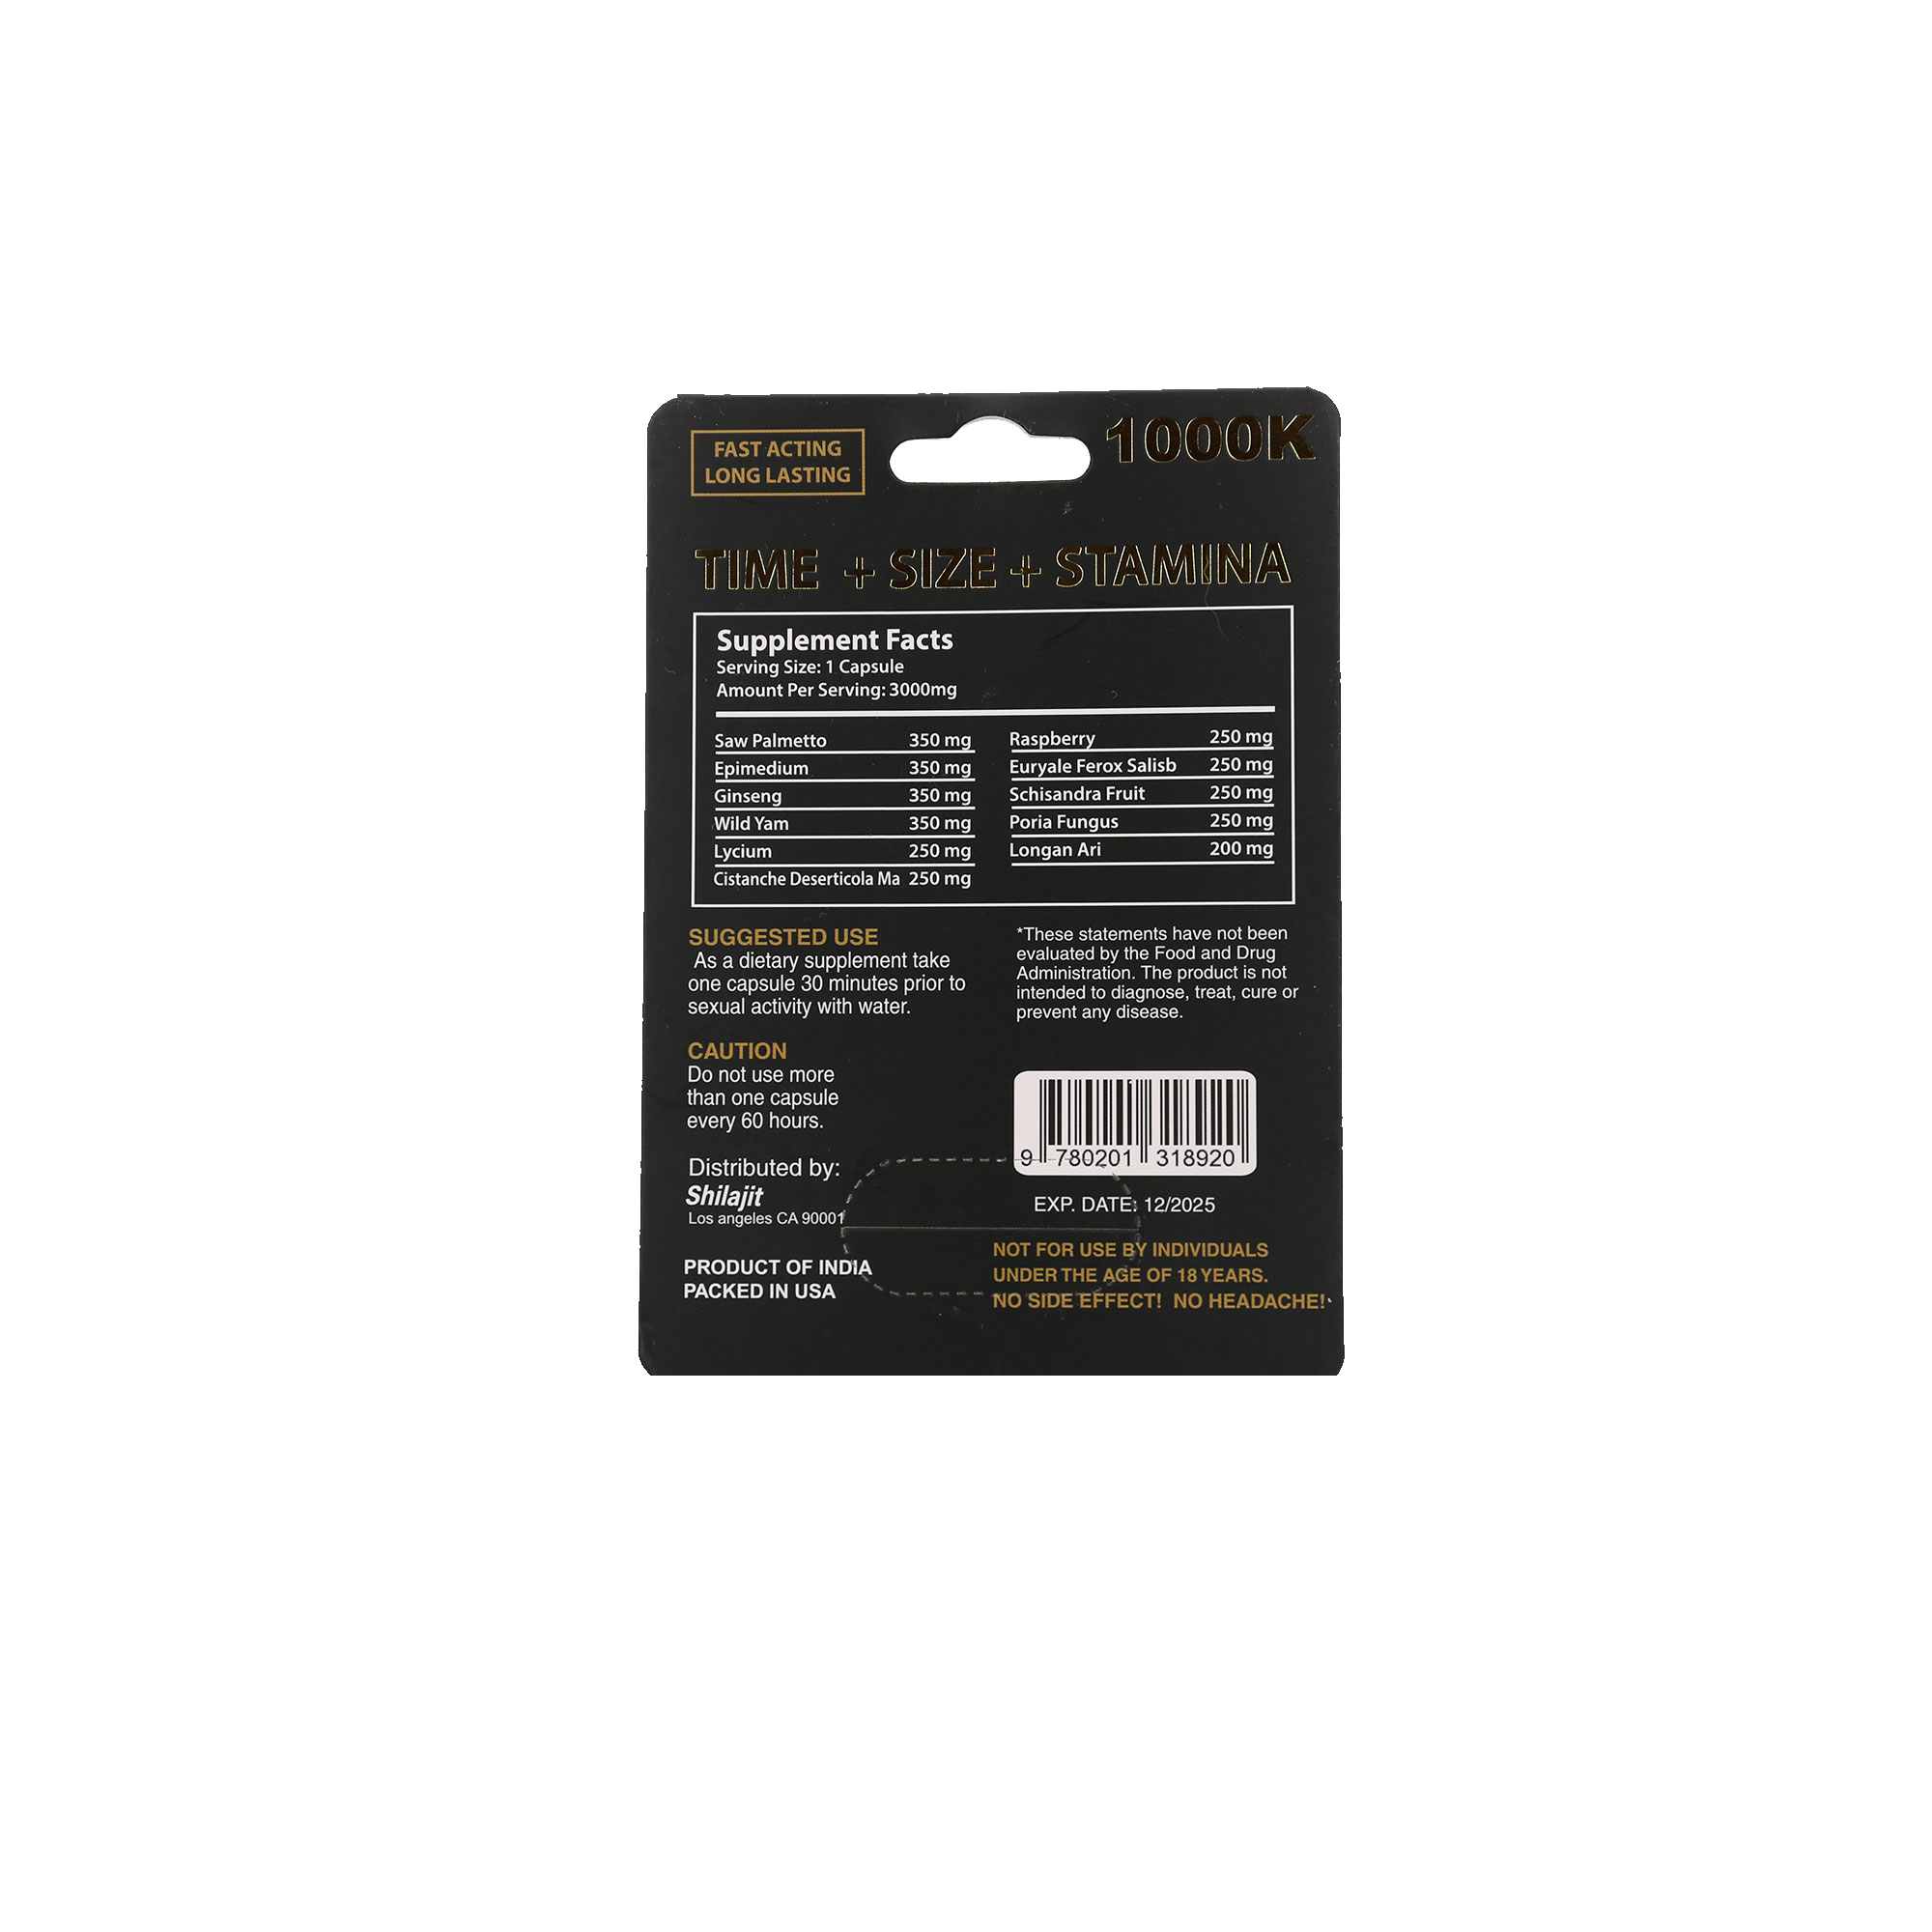 FAST ACTING
LONG LASTING
1000K
TIME + SIZE + STAMINA
Supplement Facts
Serving Size: 1 Capsule
Amount Per Serving: 3000mg
Saw Palmetto 350 mg
Epimedium 350 mg
Ginseng 350 mg
Wild Yam 350 mg
Lycium 250 mg
Cistanche Deserticola Ma 250 mg
Raspberry 250 mg
Euryale Ferox Salisb 250 mg
Schisandra Fruit 250 mg
Poria Fungus 250 mg
Longan Ari 200 mg
SUGGESTED USE
As a dietary supplement take
one capsule 30 minutes prior to
sexual activity with water.
CAUTION
Do not use more
than one capsule
every 60 hours.
Distributed by:
Shilajit
Los angeles CA 90001
PRODUCT OF INDIA
PACKED IN USA
*These statements have not been
evaluated by the Food and Drug
Administration. The product is not
intended to diagnose, treat, cure or
prevent any disease.
9 780201 318920
EXP. DATE: 12/2025
NOT FOR USE BY INDIVIDUALS
UNDER THE AGE OF 18 YEARS.
NO SIDE EFFECT! NO HEADACHE!